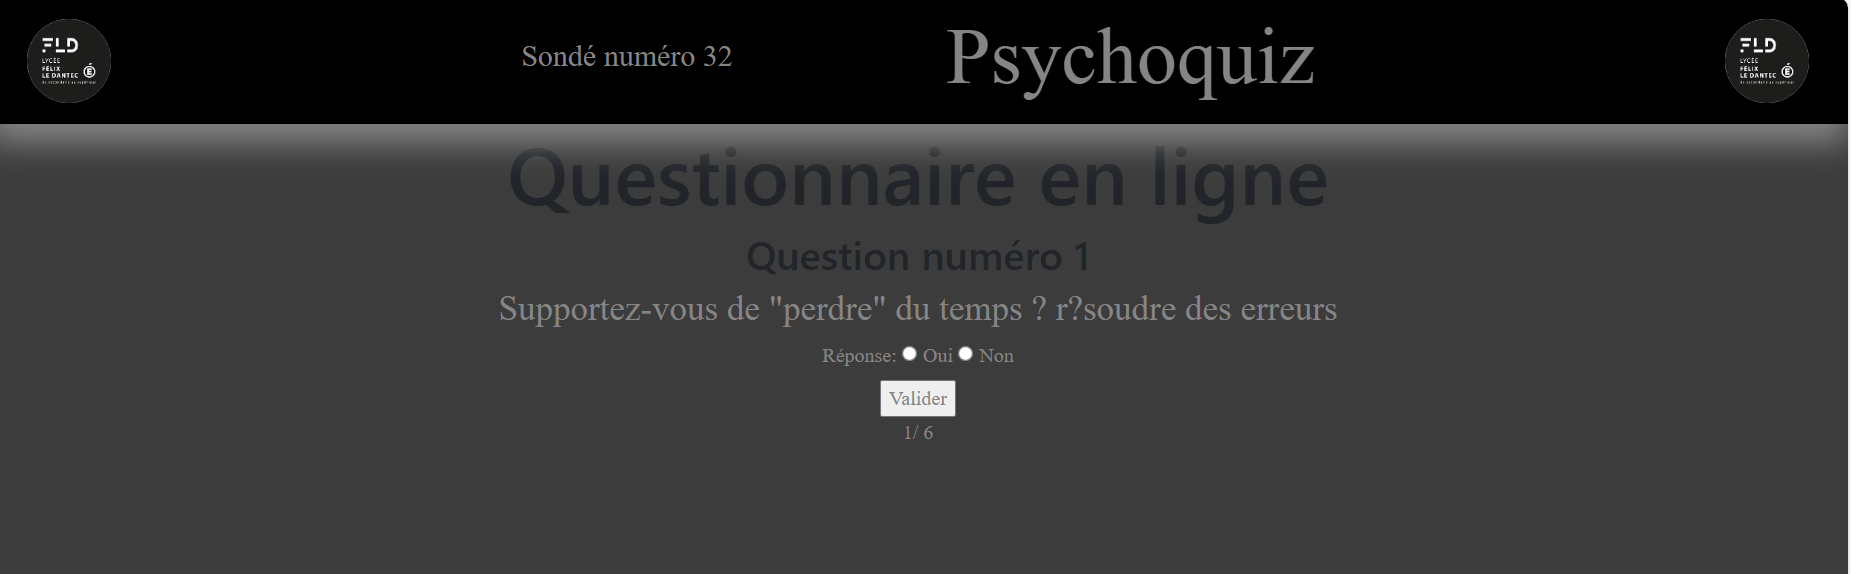 FLD
LYCÉE
FÉLIX
LE DANTEC
Sondé numéro 32
Psychoquiz
FLD
LYCÉE
FÉLIX
LE DANTEC
Questionnaire en ligne
Question numéro 1
Supportez-vous de "perdre" du temps ? r?soudre des erreurs
Réponse: Oui Non
Valider
1/ 6